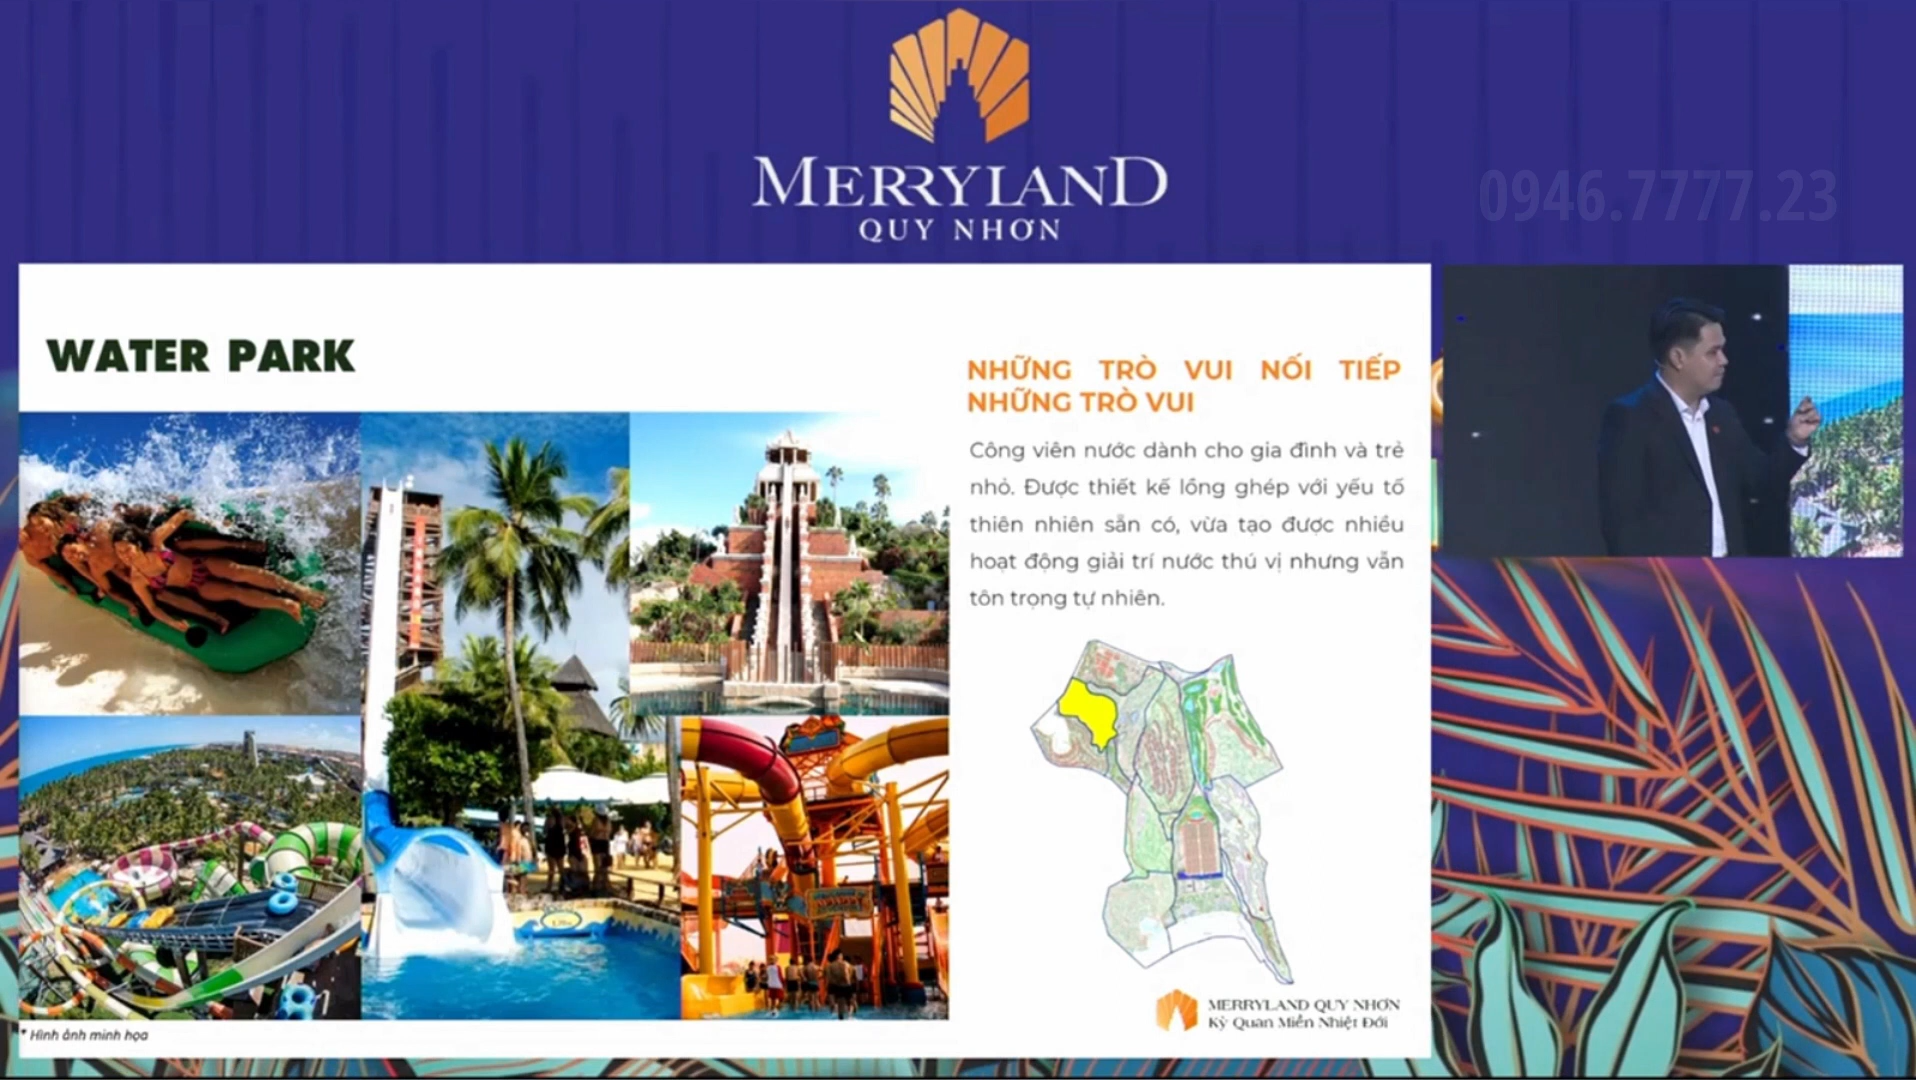 MERRYLAND
QUY NHƠN
0946.7777.23
WATER PARK
NHỮNG TRÒ VUI NỐI TIẾP
NHỮNG TRÒ VUI
Công viên nước dành cho gia đình và trẻ
nhỏ. Được thiết kế lồng ghép với yếu tố
thiên nhiên sẵn có, vừa tạo được nhiều
hoạt động giải trí nước thú vị nhưng vẫn
tôn trọng tự nhiên.
MERRYLAND QUY NHƠN
Kỳ Quan Miền Nhiệt Đới
* Hình ảnh minh họa